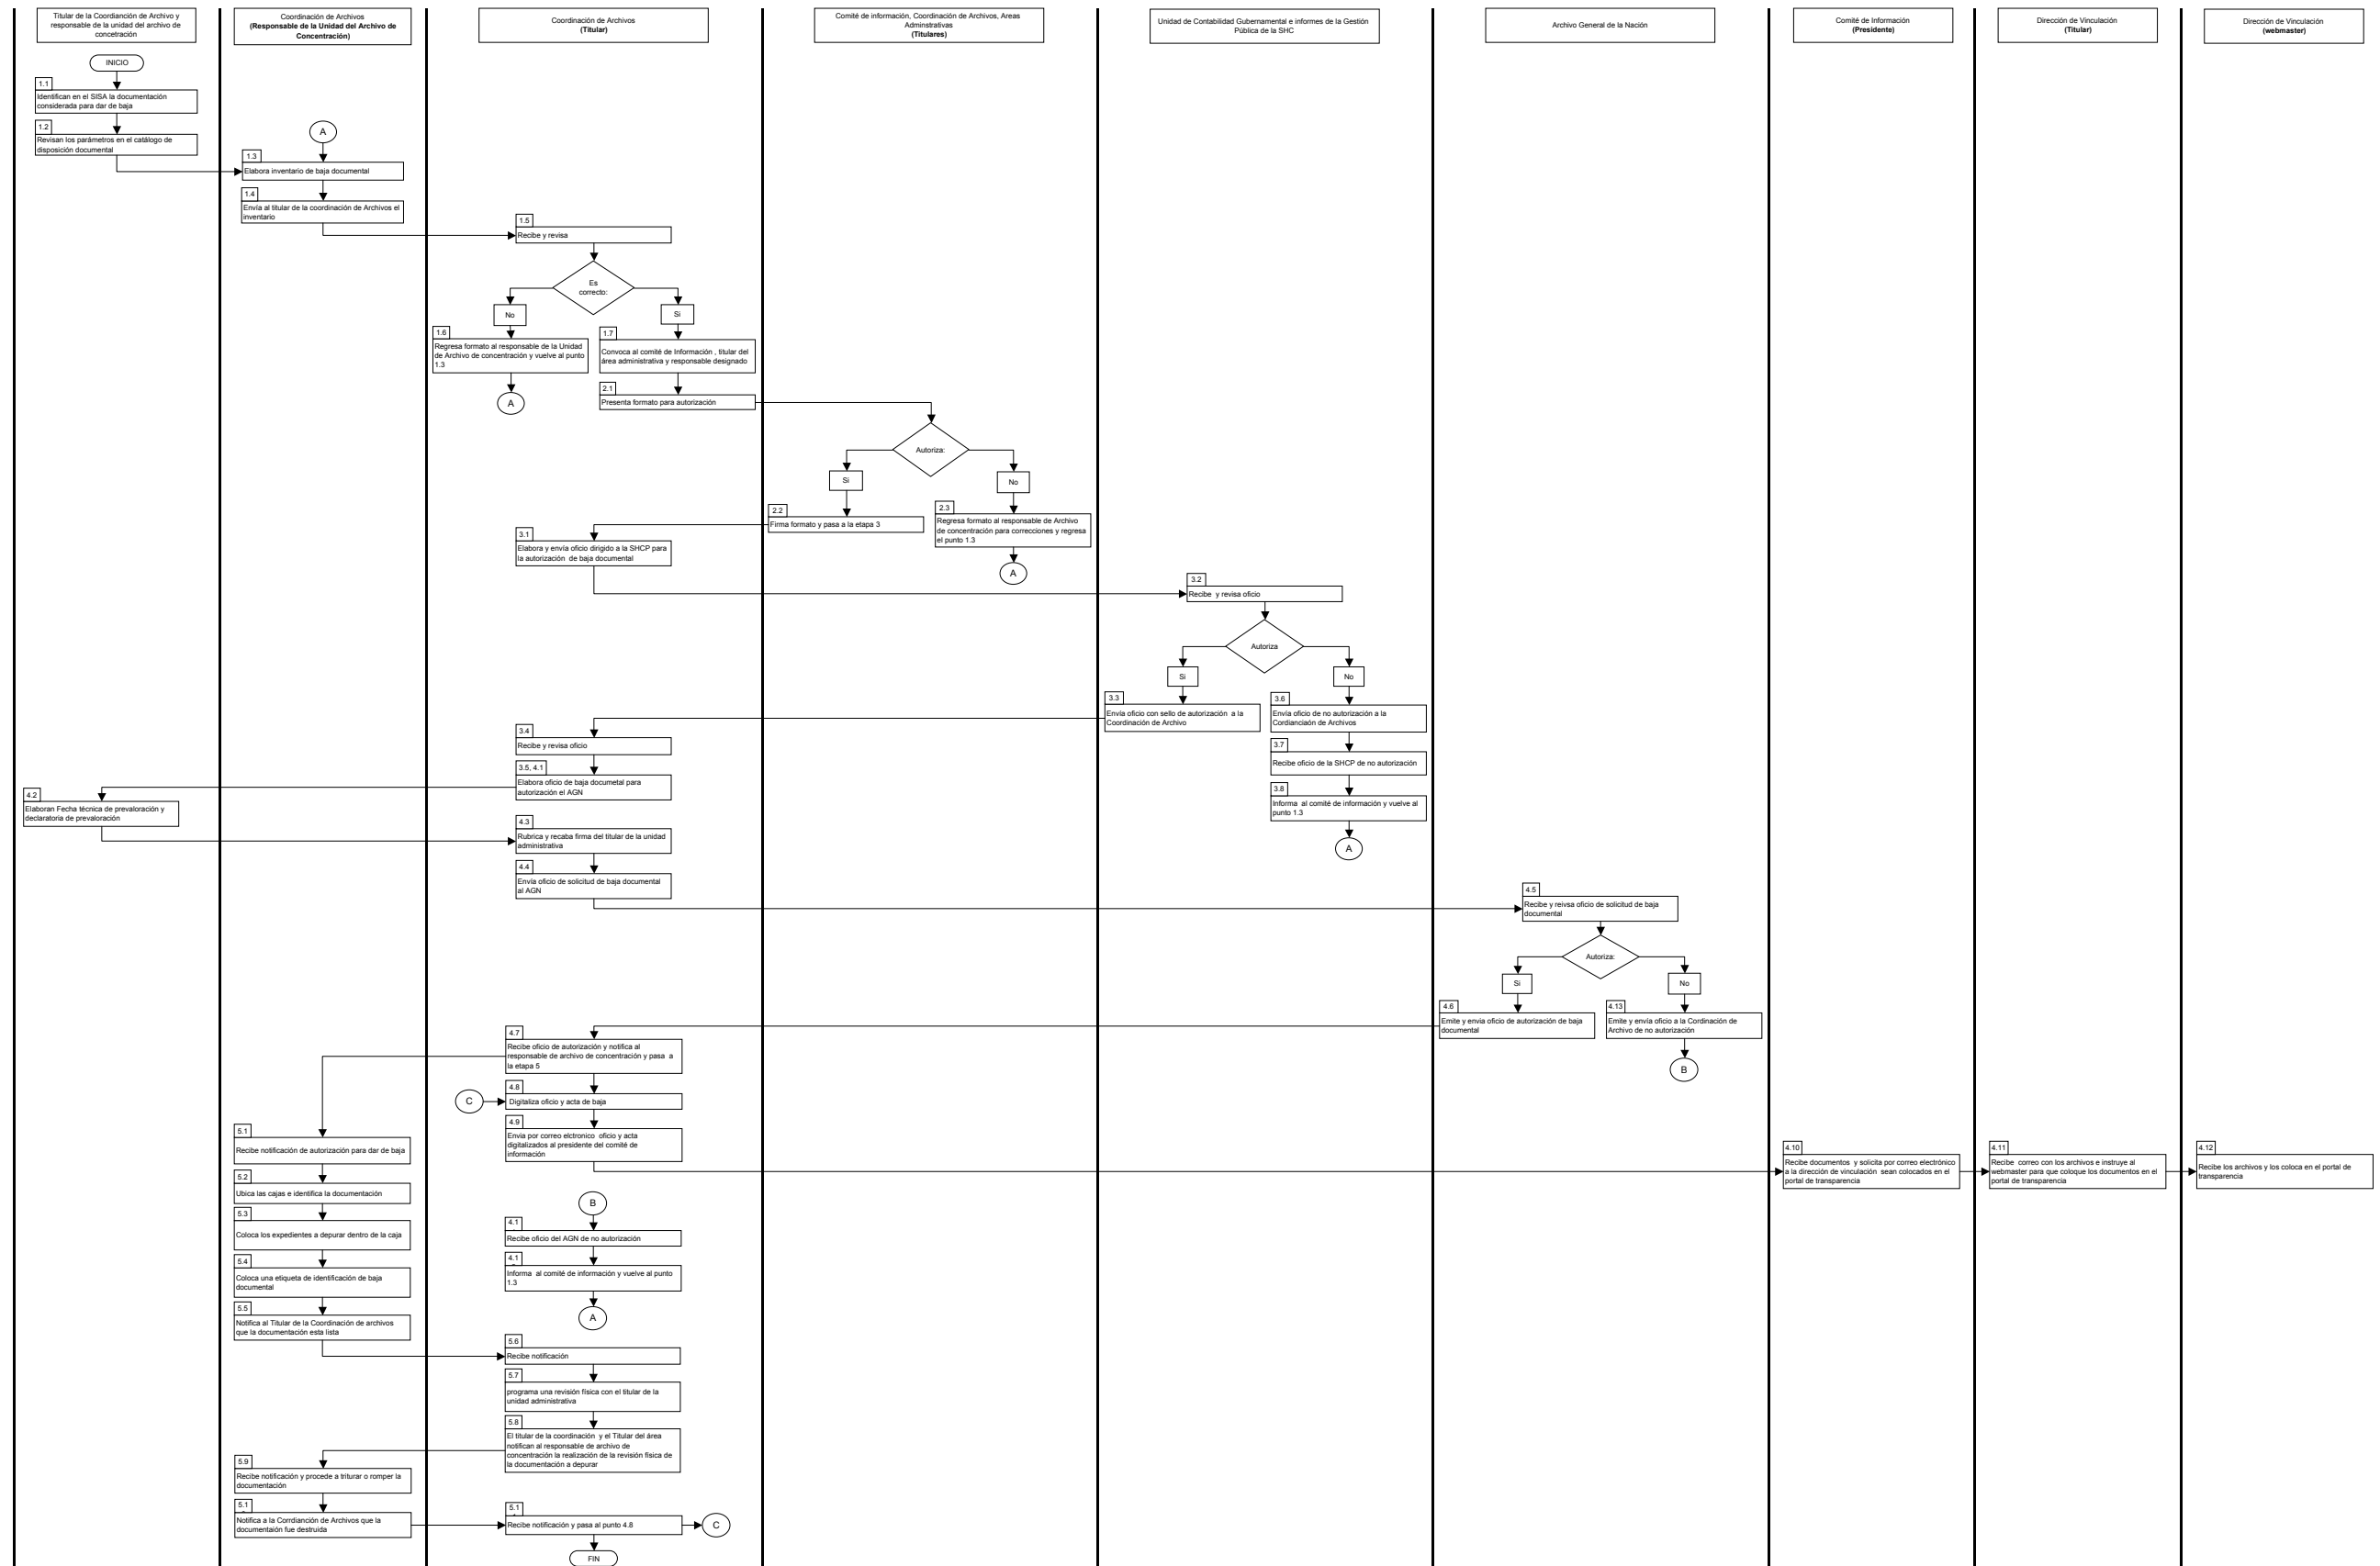 Titular de la Coordianción de Archivo y
responsable de la unidad del archivo de
concetración
Coordinación de Archivos
(Responsable de la Unidad del Archivo de
Concentración)
Coordinación de Archivos
(Titular)
Comité de información, Coordinación de Archivos, Areas
Adminstrativas
(Titulares)
Unidad de Contabilidad Gubernamental e informes de la Gestión
Pública de la SHC
Archivo General de la Nación
Comité de Información
(Presidente)
Dirección de Vinculación
(Titular)
Dirección de Vinculación
(webmaster)
INICIO
1.1
Identifican en el SISA la documentación
considerada para dar de baja
1.2
Revisan los parámetros en el catálogo de
disposición documental
A
1.3
Elabora inventario de baja documental
1.4
Envía al titular de la coordinación de Archivos el
inventario
1.5
Recibe y revisa
Es
correcto:
No
Si
1.6
Regresa formato al responsable de la Unidad
de Archivo de concentración y vuelve al punto
1.3
A
1.7
Convoca al comité de Información , titular del
área administrativa y responsable designado
2.1
Presenta formato para autorización
Autoriza:
Si
No
2.2
Firma formato y pasa a la etapa 3
2.3
Regresa formato al responsable de Archivo
de concentración para correcciones y regresa
el punto 1.3
A
3.1
Elabora y envía oficio dirigido a la SHCP para
la autorización de baja documental
3.2
Recibe y revisa oficio
Autoriza
Si
No
3.3
Envía oficio con sello de autorización a la
Coordinación de Archivo
3.6
Envía oficio de no autorización a la
Cordianciaón de Archivos
3.7
Recibe oficio de la SHCP de no autorización
3.8
Informa al comité de información y vuelve al
punto 1.3
A
3.4
Recibe y revisa oficio
3.5, 4.1
Elabora oficio de baja documetal para
autorización el AGN
4.2
Elaboran Fecha técnica de prevaloración y
declaratoria de prevaloración
4.3
Rubrica y recaba firma del titular de la unidad
administrativa
4.4
Envía oficio de solicitud de baja documental
al AGN
4.5
Recibe y reivsa oficio de solicitud de baja
documental
Autoriza:
Si
No
4.6
Emite y envia oficio de autorización de baja
documental
4.13
Emite y envía oficio a la Cordinación de
Archivo de no autorización
B
4.7
Recibe oficio de autorización y notifica al
responsable de archivo de concentración y pasa a
la etapa 5
C
4.8
Digitaliza oficio y acta de baja
4.9
Envia por correo elctronico oficio y acta
digitalizados al presidente del comité de
información
4.10
Recibe documentos y solicita por correo electrónico
a la dirección de vinculación sean colocados en el
portal de transparencia
4.11
Recibe correo con los archivos e instruye al
webmaster para que coloque los documentos en el
portal de transparencia
4.12
Recibe los archivos y los coloca en el portal de
transparencia
5.1
Recibe notificación de autorización para dar de baja
5.2
Ubica las cajas e identifica la documentación
5.3
Coloca los expedientes a depurar dentro de la caja
5.4
Coloca una etiqueta de identificación de baja
documental
5.5
Notifica al Titular de la Coordinación de archivos
que la documentación esta lista
B
4.1
Recibe oficio del AGN de no autorización
4.1
Informa al comité de información y vuelve al punto
1.3
A
5.6
Recibe notificación
5.7
programa una revisión física con el titular de la
unidad administrativa
5.8
El titular de la coordinación y el Titular del área
notifican al responsable de archivo de
concentración la realización de la revisión física de
la documentación a depurar
5.9
Recibe notificación y procede a triturar o romper la
documentación
5.1
Notifica a la Corrdianción de Archivos que la
documentaión fue destruida
5.1
Recibe notificación y pasa al punto 4.8
C
FIN